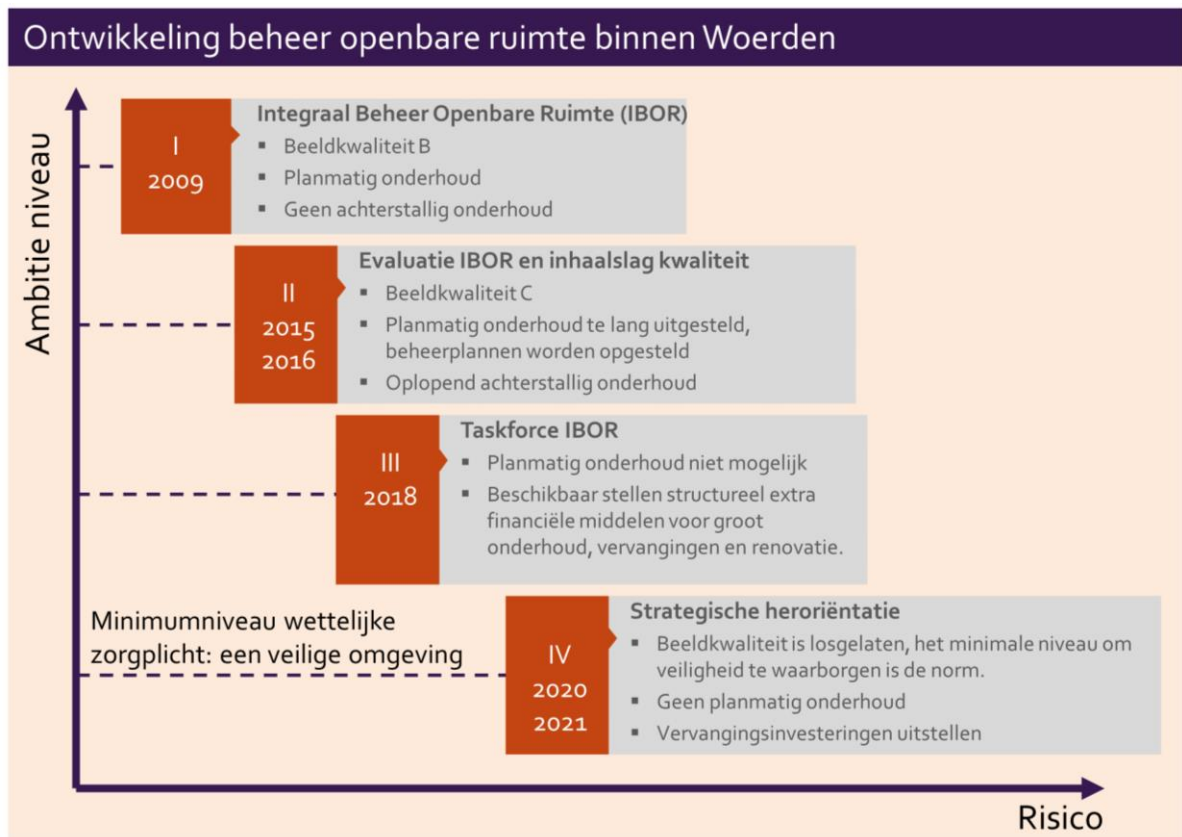 Ontwikkeling beheer openbare ruimte binnen Woerden
Ambitie niveau
I
2009
Integraal Beheer Openbare Ruimte (IBOR)
▪ Beeldkwaliteit B
▪ Planmatig onderhoud
▪ Geen achterstallig onderhoud
II
2015
2016
Evaluatie IBOR en inhaalslag kwaliteit
▪ Beeldkwaliteit C
▪ Planmatig onderhoud te lang uitgesteld,
beheerplannen worden opgesteld
▪ Oplopend achterstallig onderhoud
III
2018
Taskforce IBOR
▪ Planmatig onderhoud niet mogelijk
▪ Beschikbaar stellen structureel extra
financiële middelen voor groot
onderhoud, vervangingen en renovatie.
Minimumniveau wettelijke
zorgplicht: een veilige omgeving
IV
2020
2021
Strategische heroriëntatie
▪ Beeldkwaliteit is losgelaten, het minimale niveau om
veiligheid te waarborgen is de norm.
▪ Geen planmatig onderhoud
▪ Vervangingsinvesteringen uitstellen
Risico